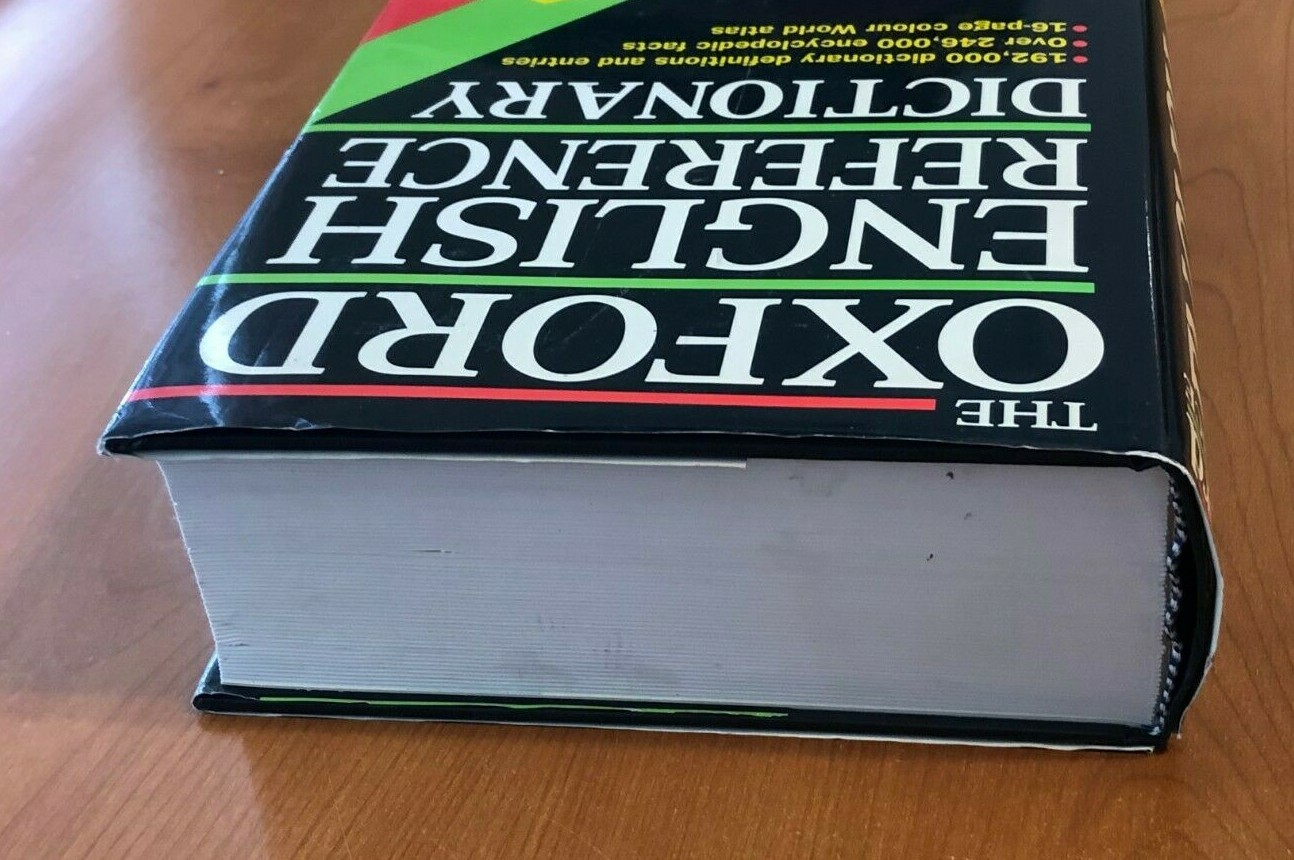 THE
OXFORD
ENGLISH
REFERENCE
DICTIONARY
• 192,000 dictionary definitions and entries
• Over 246,000 encyclopedic facts
• 16-page colour World atlas